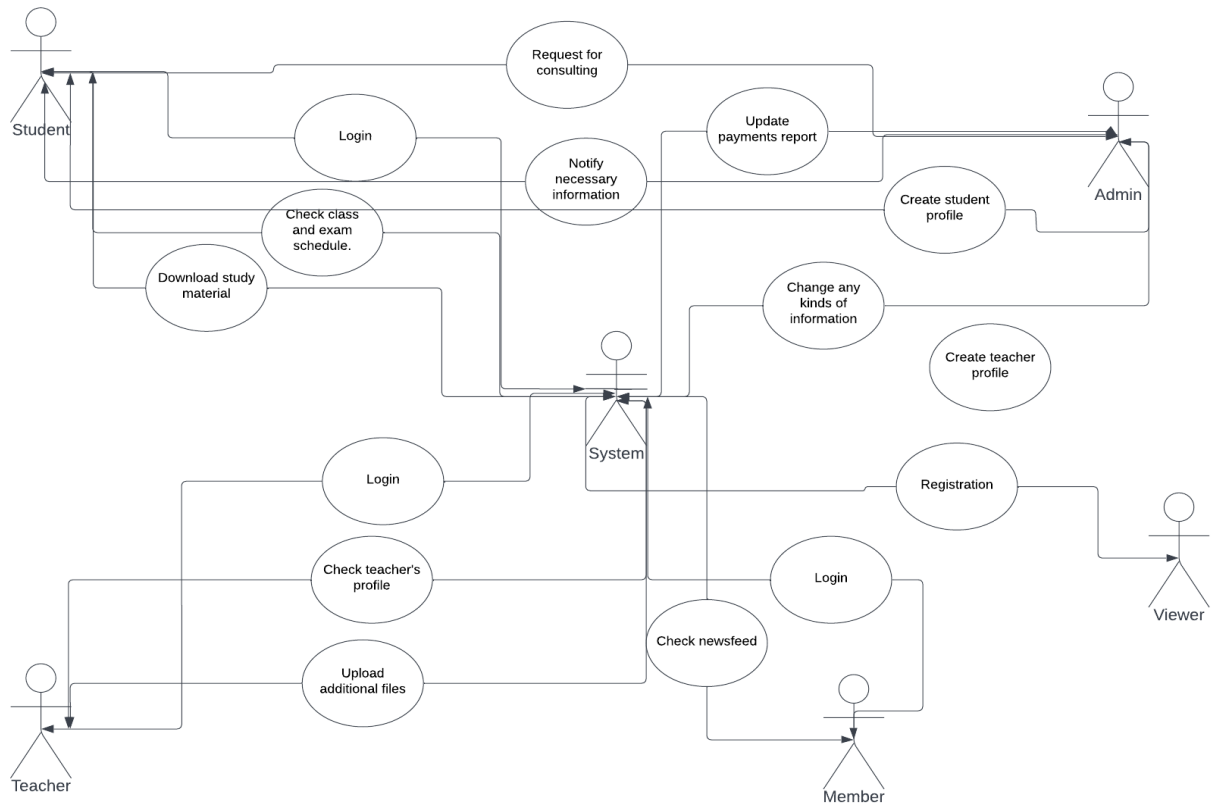 Request for
consulting
Student
Login
Update
payments report
Notify
necessary
information
Admin
Create student
profile
Check class
and exam
schedule.
Download study
material
Change any
kinds of
information
Create teacher
profile
System
Login
Registration
Check teacher's
profile
Login
Viewer
Check newsfeed
Upload
additional files
Teacher
Member